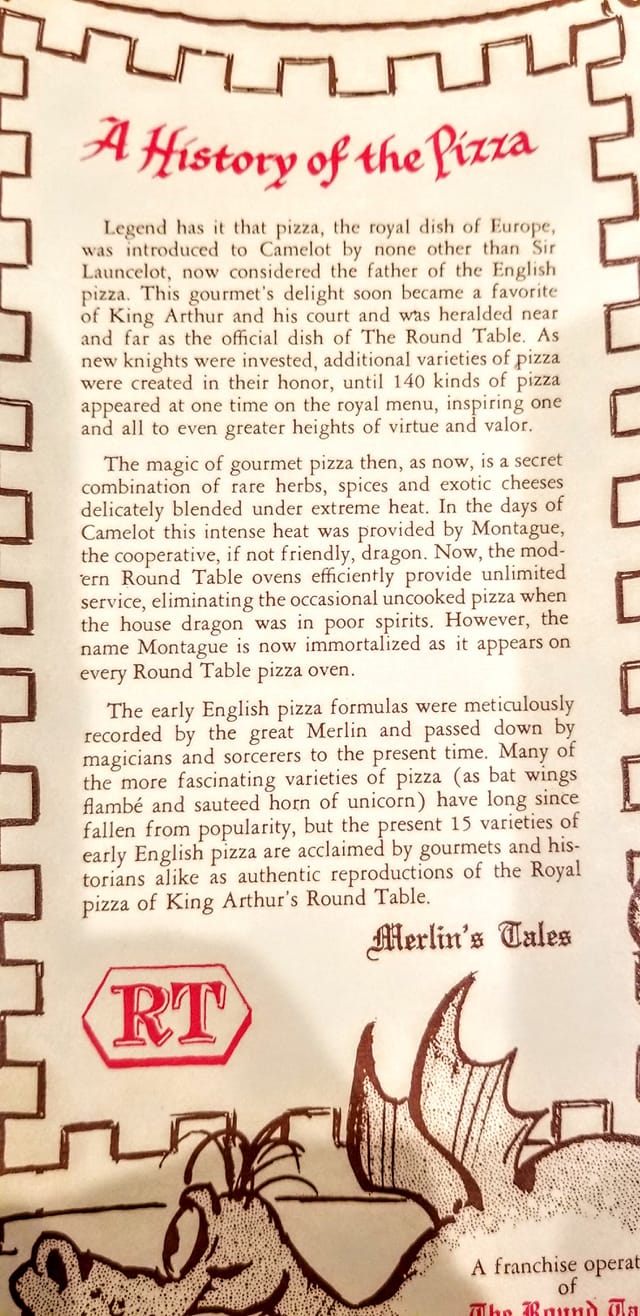 A History of the Pizza
Legend has it that pizza, the royal dish of Europe,
was introduced to Camelot by none other than Sir
Launcelot, now considered the father of the English
pizza. This gourmet's delight soon became a favorite
of King Arthur and his court and was heralded near
and far as the official dish of The Round Table. As
new knights were invested, additional varieties of pizza
were created in their honor, until 140 kinds of pizza
appeared at one time on the royal menu, inspiring one
and all to even greater heights of virtue and valor.
The magic of gourmet pizza then, as now, is a secret
combination of rare herbs, spices and exotic cheeses
delicately blended under extreme heat. In the days of
Camelot this intense heat was provided by Montague,
the cooperative, if not friendly, dragon. Now, the mod-
ern Round Table ovens efficiently provide unlimited
service, eliminating the occasional uncooked pizza when
the house dragon was in poor spirits. However, the
name Montague is now immortalized as it appears on
every Round Table pizza oven.
The early English pizza formulas were meticulously
recorded by the great Merlin and passed down by
magicians and sorcerers to the present time. Many of
the more fascinating varieties of pizza (as bat wings
flambé and sauteed horn of unicorn) have long since
fallen from popularity, but the present 15 varieties of
early English pizza are acclaimed by gourmets and his-
torians alike as authentic reproductions of the Royal
pizza of King Arthur's Round Table.
Merlin's Tales
RT
A franchise operat
of
The Round Ta